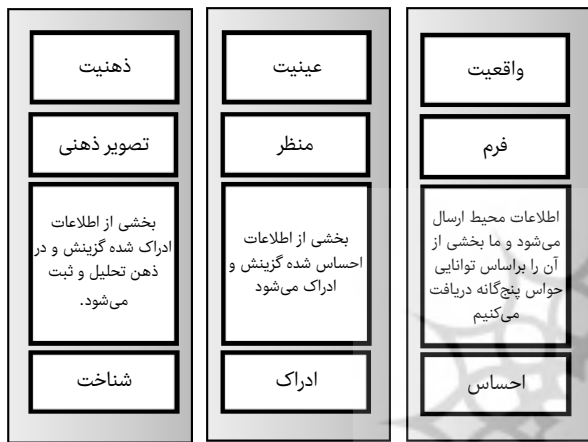 واقعیت
فرم
اطلاعات محیط ارسال
می‌شود و ما بخشی از
آن را براساس توانایی
حواس پنج‌گانه دریافت
می‌کنیم
احساس
عینیت
منظر
بخشی از اطلاعات
احساس شده گزینش و
ادراک می‌شود
ادراک
ذهنیت
تصویر ذهنی
بخشی از اطلاعات
ادراک شده گزینش و در
ذهن تحلیل و ثبت
می‌شود.
شناخت